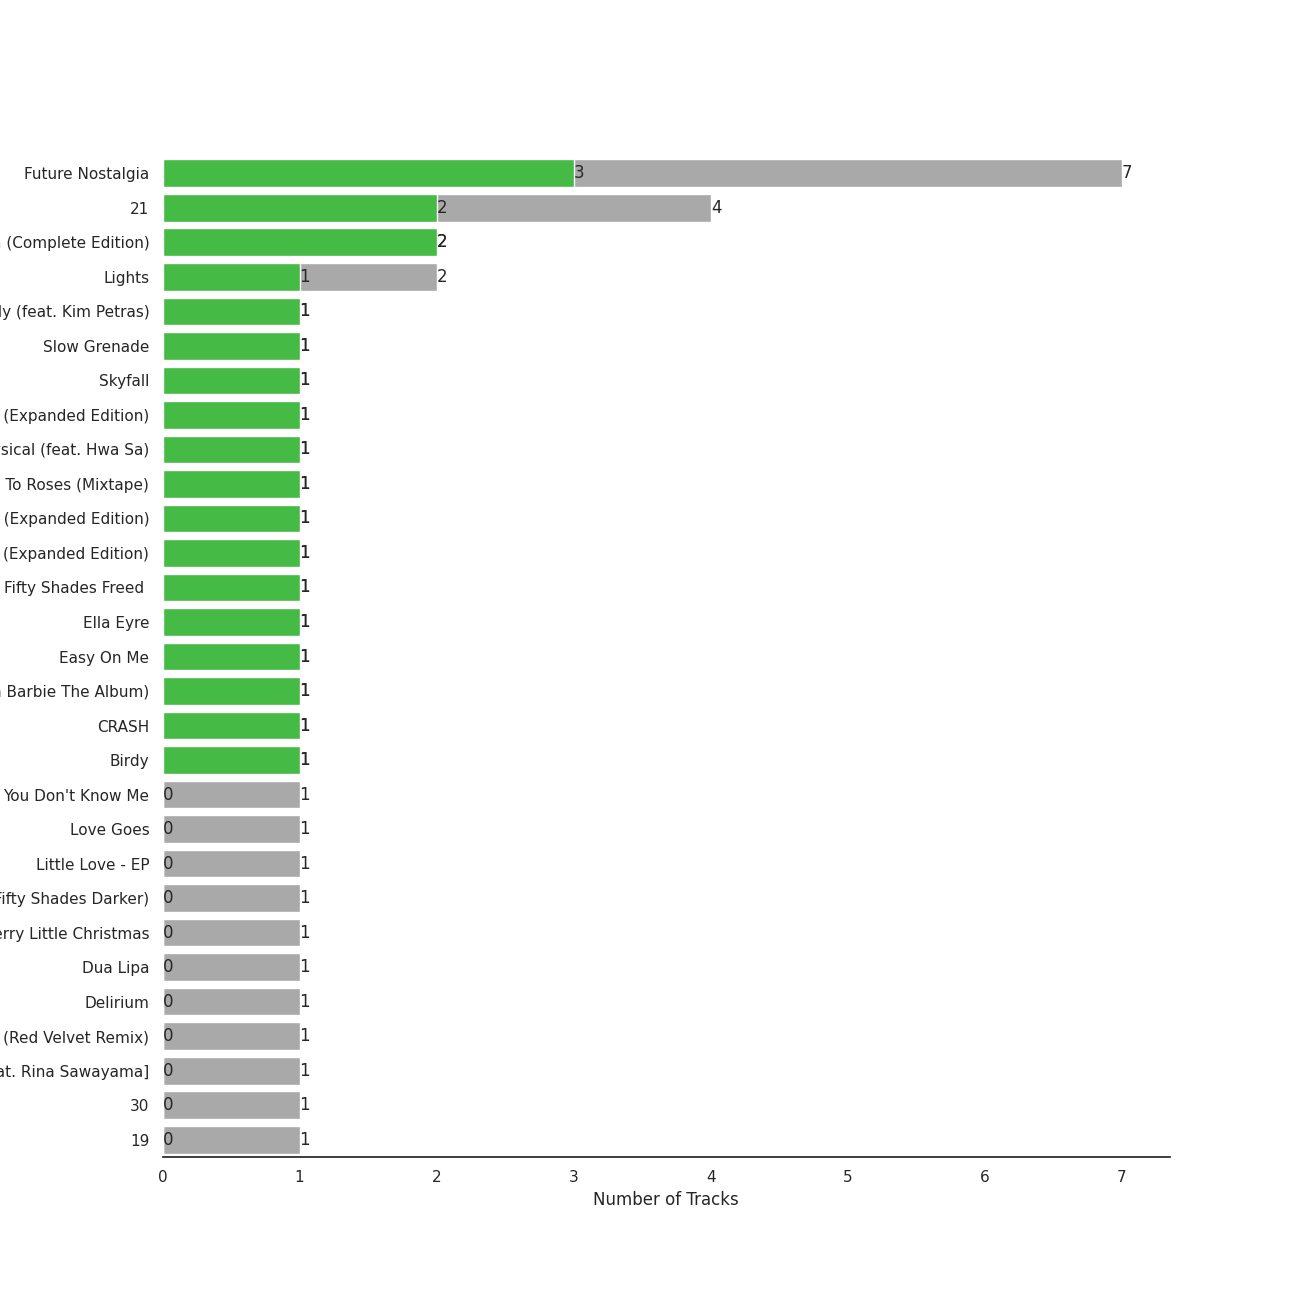 Future Nostalgia 3 7
21 2 4
(Complete Edition) 2
Lights 1 2
(feat. Kim Petras) 1
Slow Grenade 1
Skyfall 1
(Expanded Edition) 1
(feat. Hwa Sa) 1
To Roses (Mixtape) 1
(Expanded Edition) 1
(Expanded Edition) 1
Fifty Shades Freed 1
Ella Eyre 1
Easy On Me 1
Barbie The Album) 1
CRASH 1
Birdy 1
You Don't Know Me 0 1
Love Goes 0 1
Little Love - EP 0 1
Fifty Shades Darker) 0 1
Little Christmas 0 1
Dua Lipa 0 1
Delirium 0 1
(Red Velvet Remix) 0 1
Rina Sawayama] 0 1
30 0 1
19 0 1
0 1 2 3 4 5 6 7
Number of Tracks